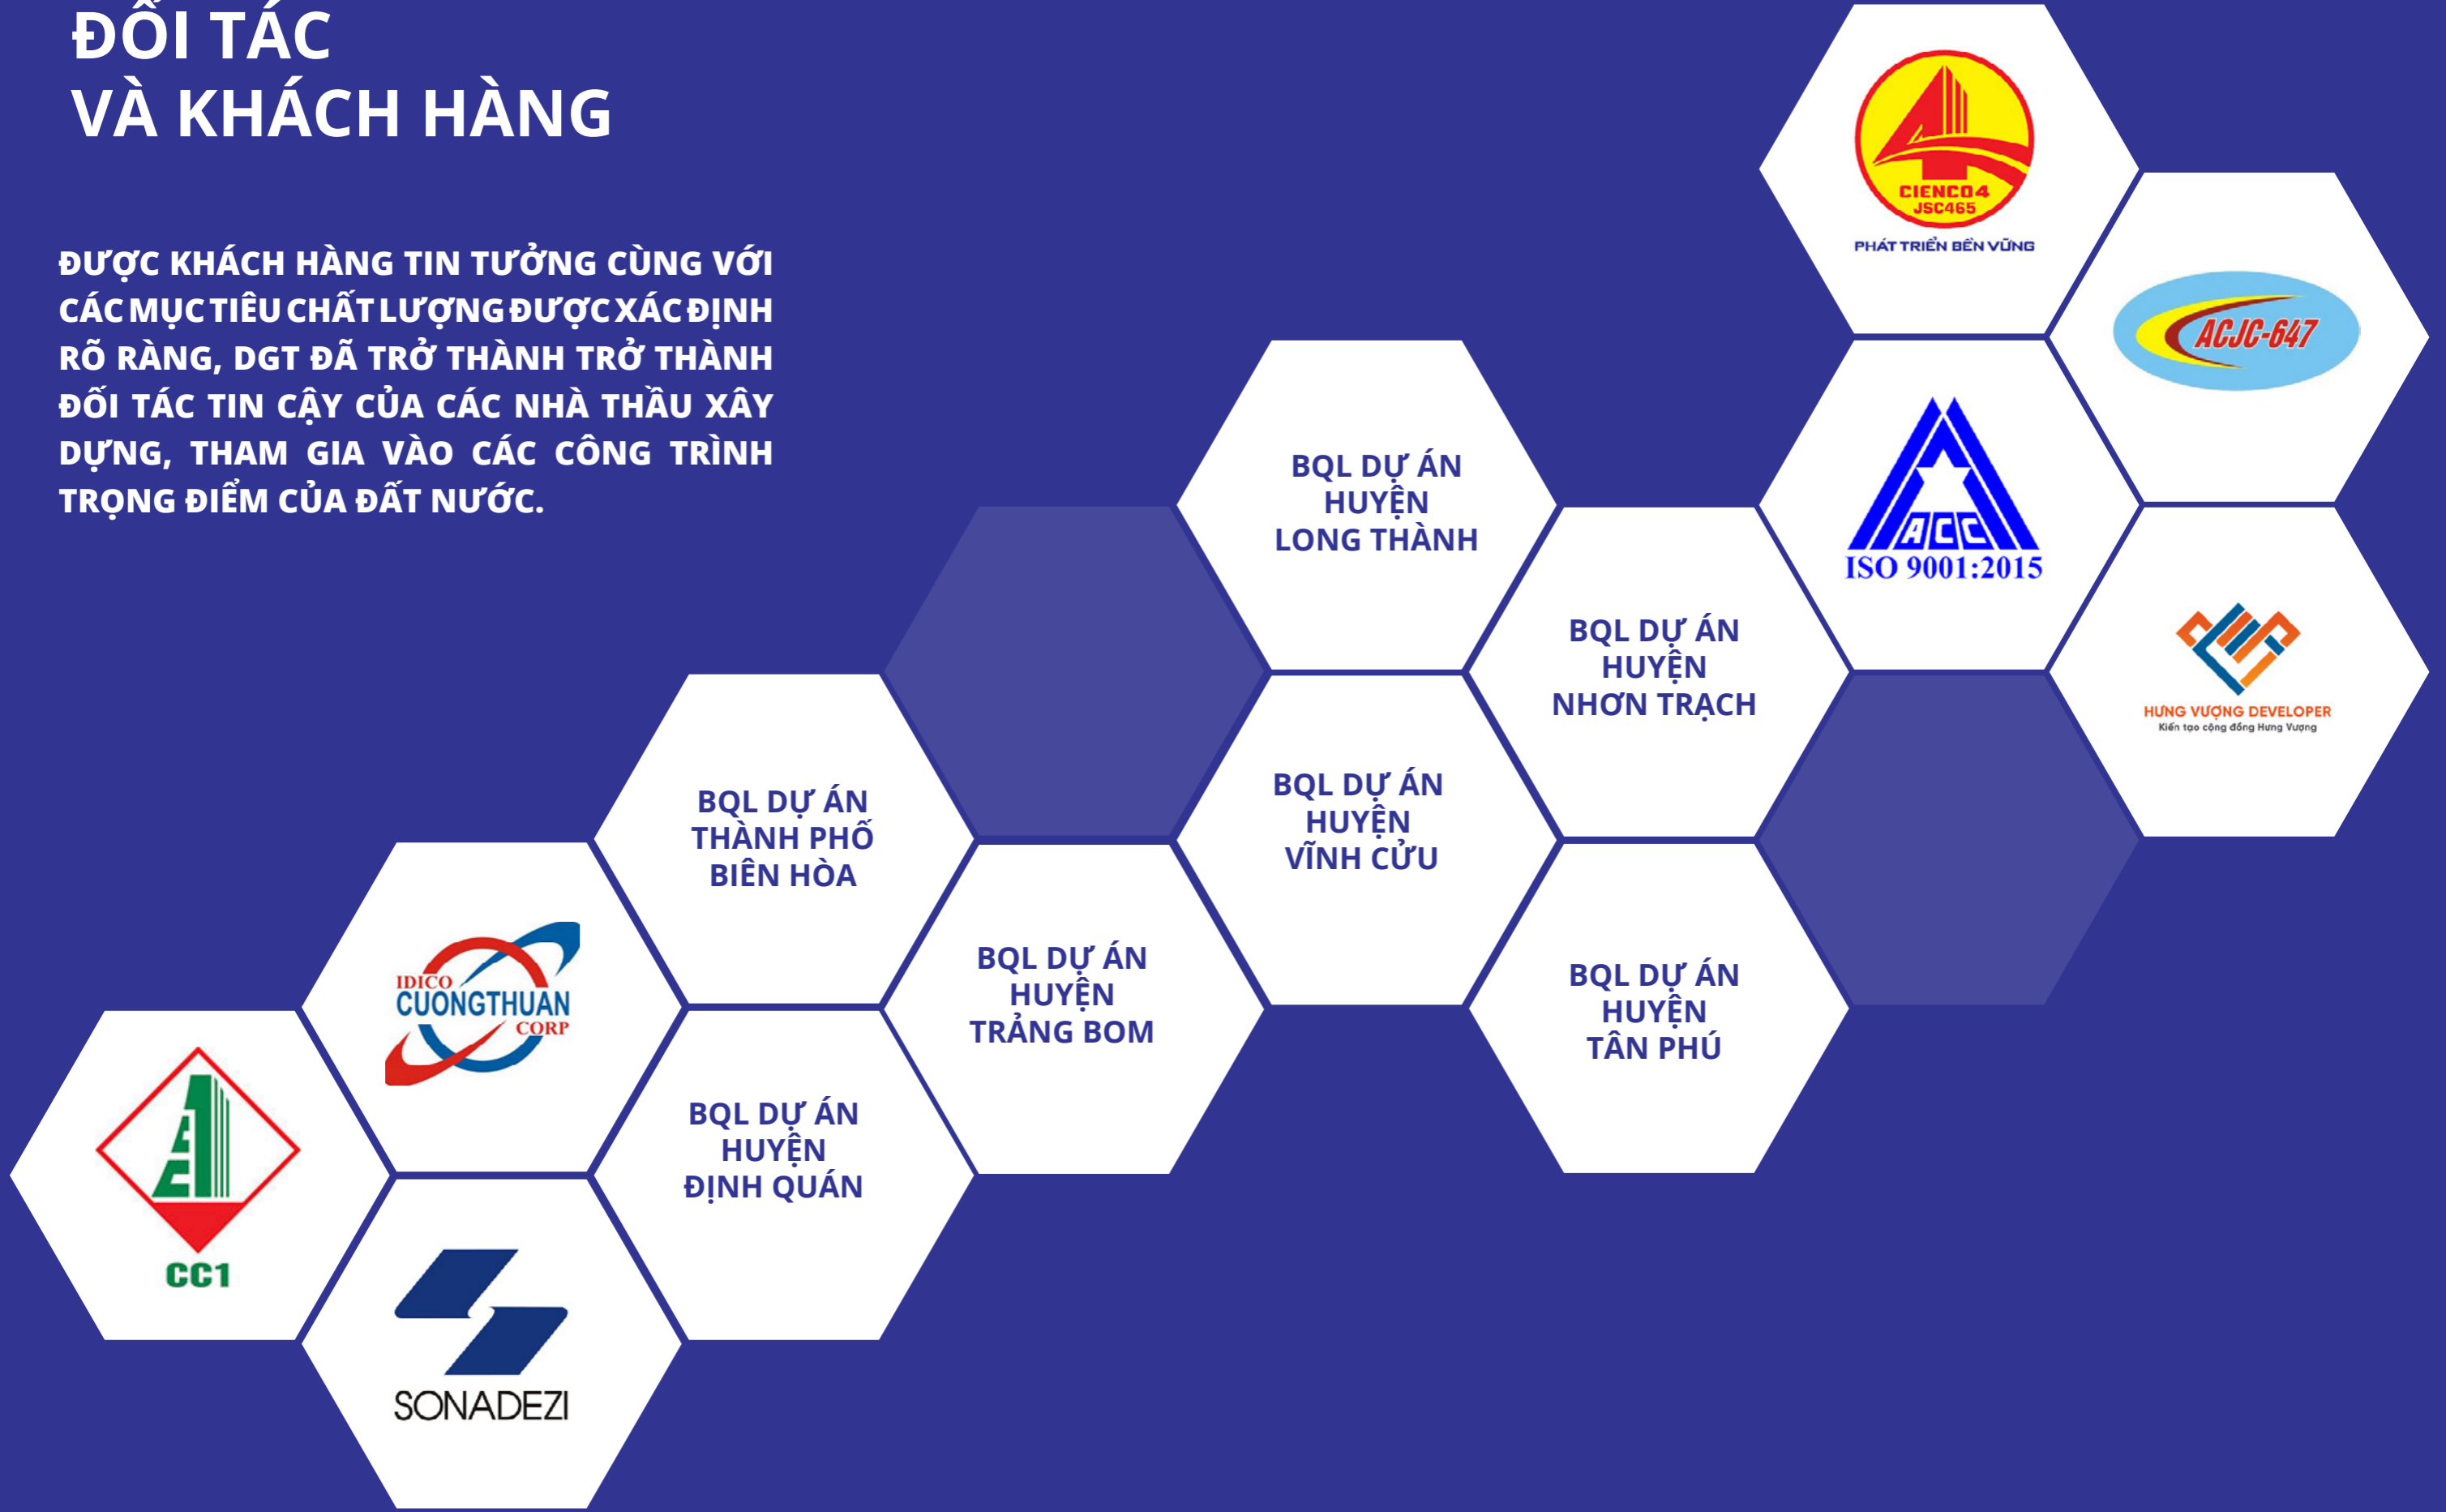 ĐỐI TÁC
VÀ KHÁCH HÀNG
ĐƯỢC KHÁCH HÀNG TIN TƯỞNG CÙNG VỚI
CÁC MỤC TIÊU CHẤT LƯỢNG ĐƯỢC XÁC ĐỊNH
RÕ RÀNG, DGT ĐÃ TRỞ THÀNH TRỞ THÀNH
ĐỐI TÁC TIN CẬY CỦA CÁC NHÀ THẦU XÂY
DỰNG, THAM GIA VÀO CÁC CÔNG TRÌNH
TRỌNG ĐIỂM CỦA ĐẤT NƯỚC.
CIENCO4
JSC465
PHÁT TRIỂN BỀN VỮNG
ACJC-647
BQL DỰ ÁN
HUYỆN
LONG THÀNH
ACC
ISO 9001:2015
BQL DỰ ÁN
HUYỆN
NHƠN TRẠCH
HƯNG VƯỢNG DEVELOPER
Kiến tạo cộng đồng Hưng Vượng
BQL DỰ ÁN
THÀNH PHỐ
BIÊN HÒA
BQL DỰ ÁN
HUYỆN
VĨNH CỬU
BQL DỰ ÁN
HUYỆN
TRẢNG BOM
BQL DỰ ÁN
HUYỆN
TÂN PHÚ
IDICO
CUONGTHUAN
CORP
BQL DỰ ÁN
HUYỆN
ĐỊNH QUÁN
CC1
SONADEZI